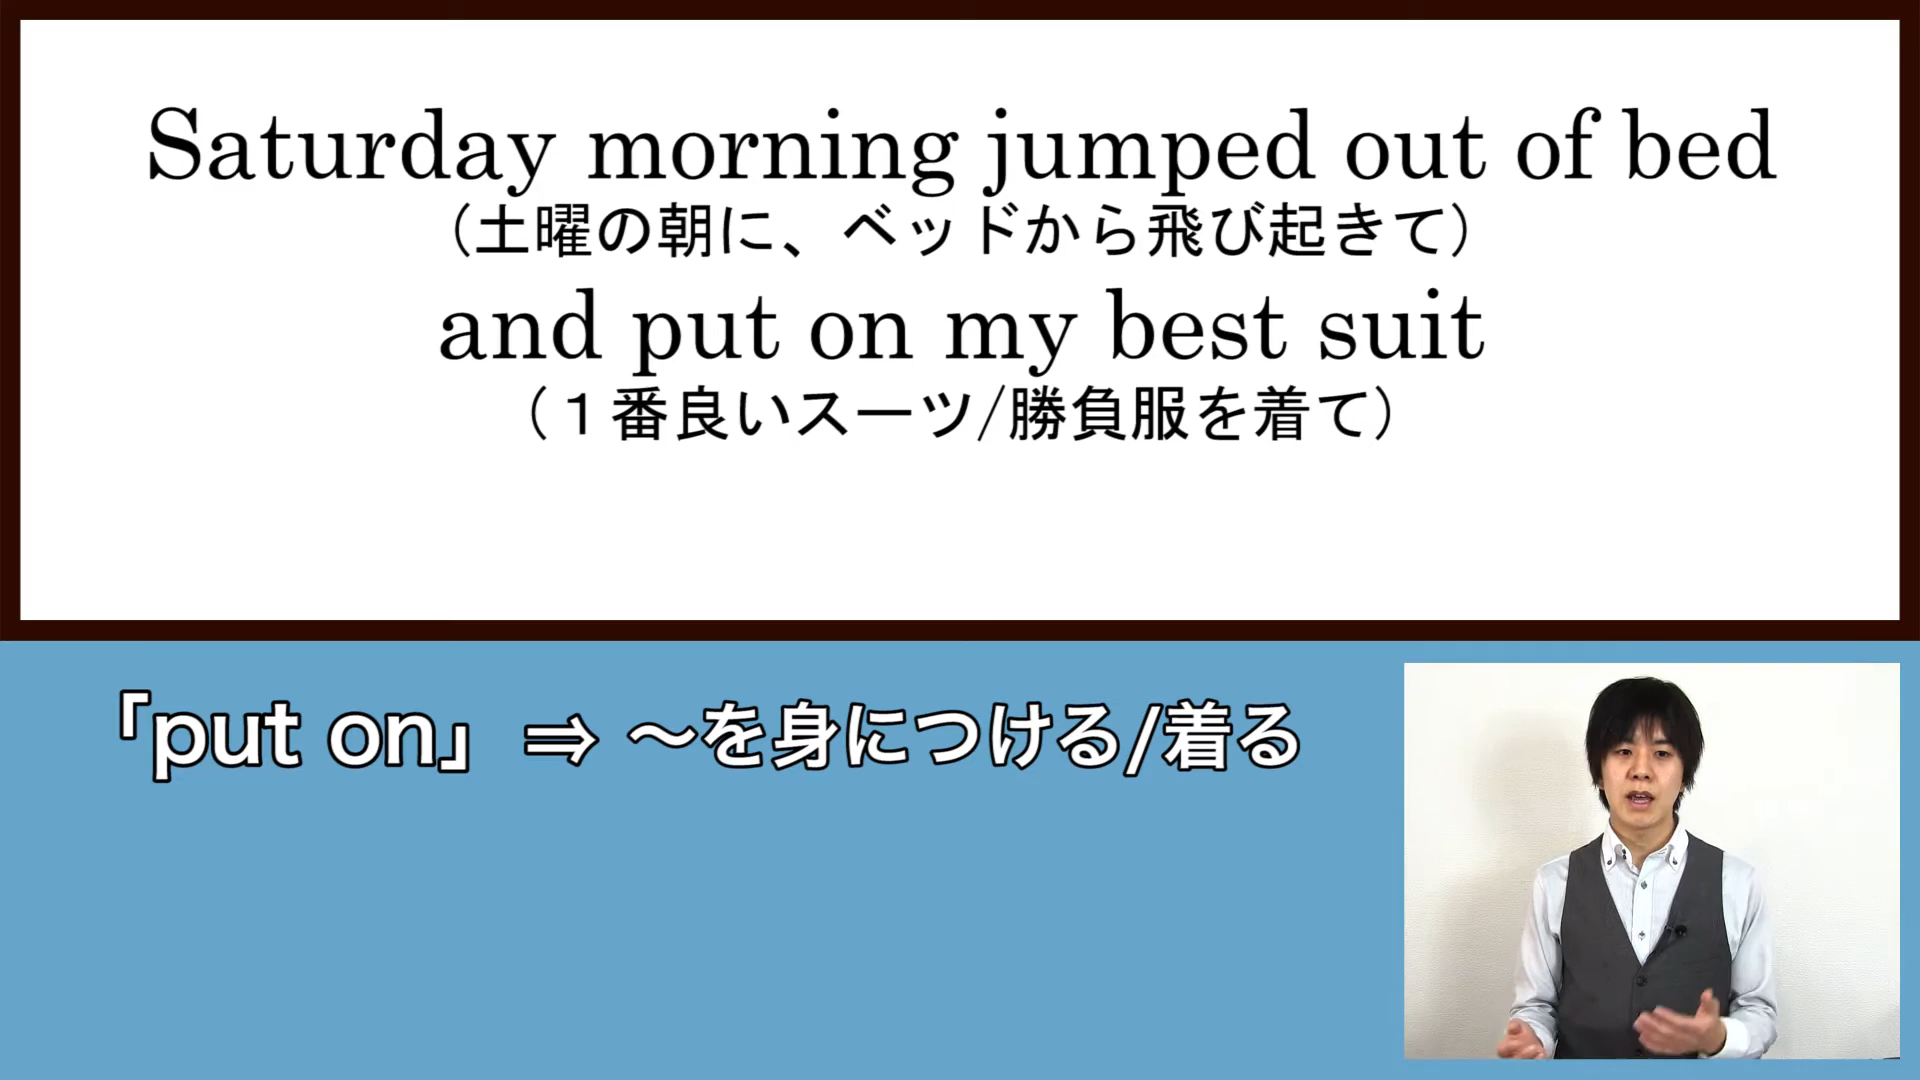 Saturday morning jumped out of bed
（土曜の朝に、ベッドから飛び起きて）
and put on my best suit
（１番良いスーツ/勝負服を着て）
「put on」⇒ ～を身につける/着る